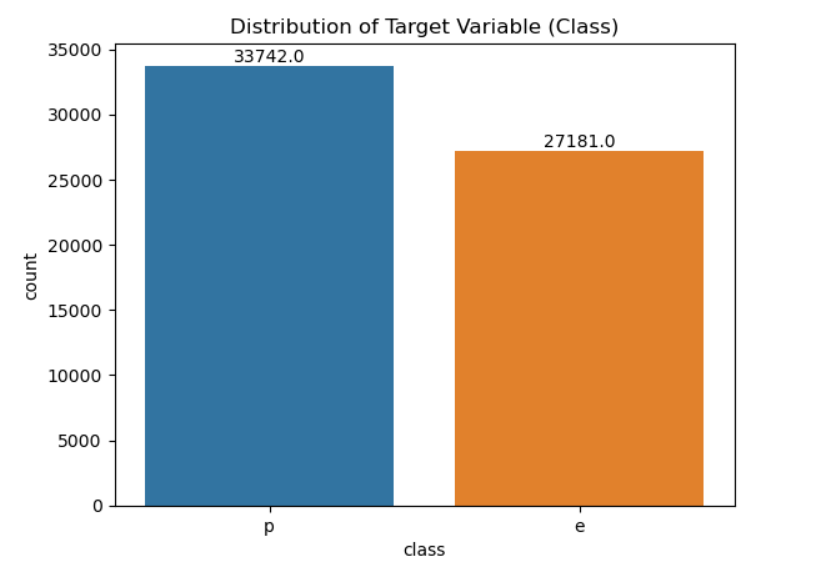 Distribution of Target Variable (Class)
35000
33742.0
30000
27181.0
25000
20000
15000
10000
5000
0
count
p
e
class